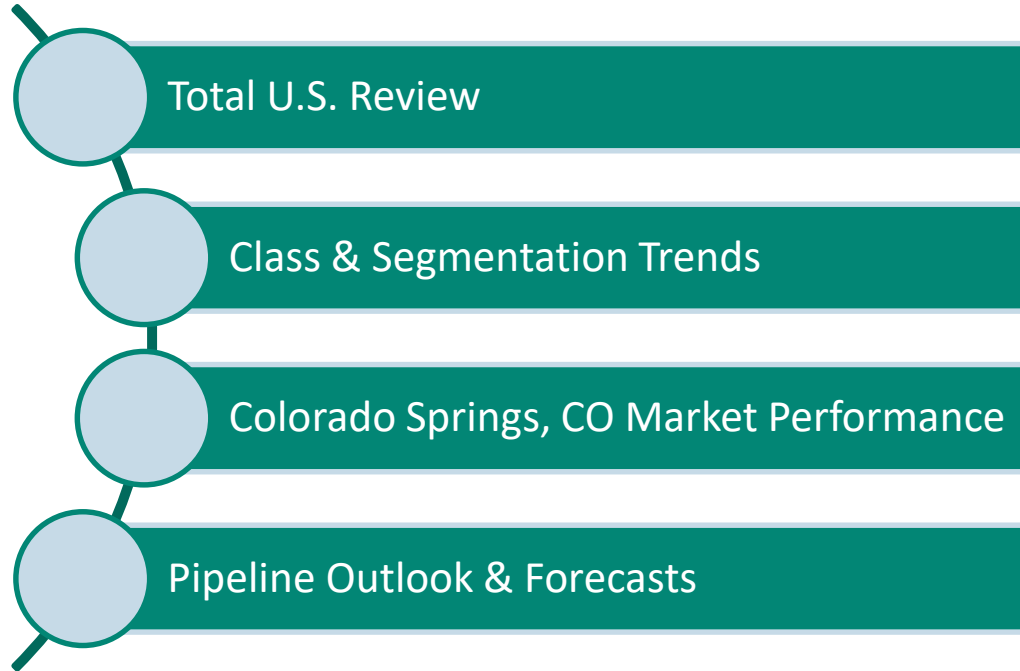 Total U.S. Review
Class & Segmentation Trends
Colorado Springs, CO Market Performance
Pipeline Outlook & Forecasts